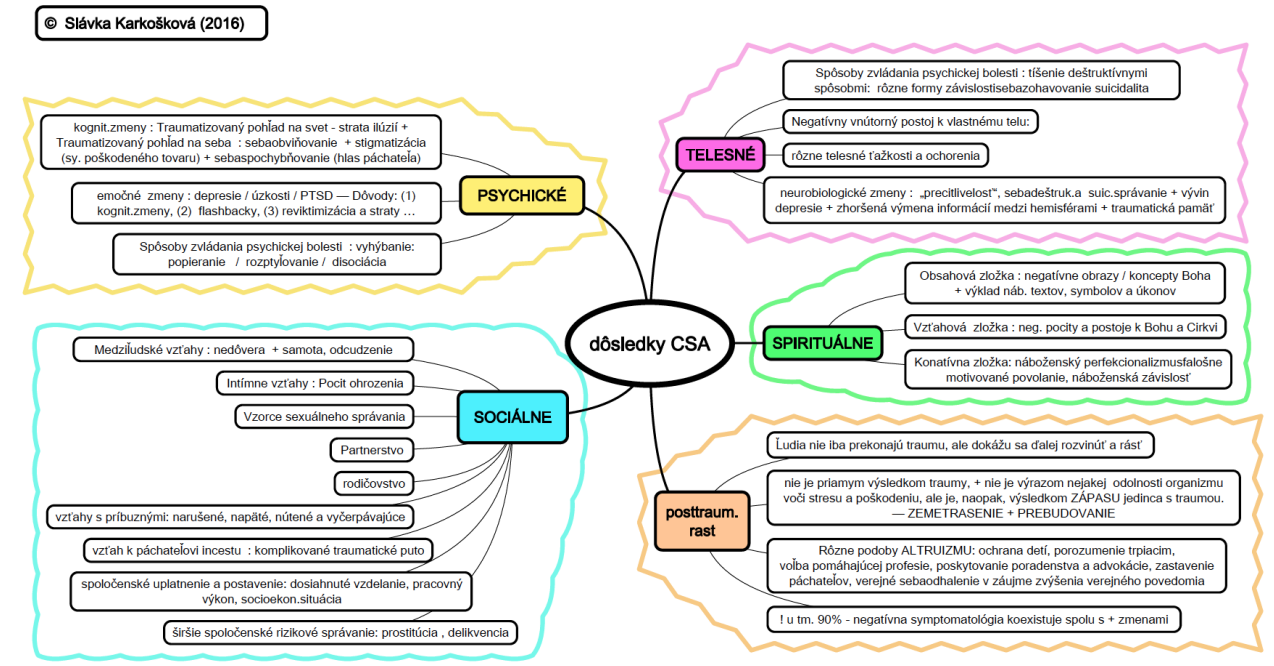 © Slávka Karkošková (2016)
dôsledky CSA
PSYCHICKÉ
kognit.zmeny : Traumatizovaný pohľad na svet - strata ilúzií +
Traumatizovaný pohľad na seba : sebaobviňovanie + stigmatizácia
(sy. poškodeného tovaru) + sebaspochybňovanie (hlas páchateľa)
emočné zmeny : depresie / úzkosti / PTSD — Dôvody: (1)
kognit.zmeny, (2) flashbacky, (3) reviktimizácia a straty ...
Spôsoby zvládania psychickej bolesti : vyhýbanie:
popieranie / rozptyľovanie / disociácia
TELESNÉ
Spôsoby zvládania psychickej bolesti : tíšenie deštruktívnymi
spôsobmi: rôzne formy závislostisebazohavovanie suicidalita
Negatívny vnútorný postoj k vlastnému telu:
rôzne telesné ťažkosti a ochorenia
neurobiologické zmeny : „precitlivelosť“, sebadeštruk.a suic.správanie + vývin
depresie + zhoršená výmena informácií medzi hemisférami + traumatická pamäť
SPIRITUÁLNE
Obsahová zložka : negatívne obrazy / koncepty Boha
+ výklad náb. textov, symbolov a úkonov
Vzťahová zložka : neg. pocity a postoje k Bohu a Cirkvi
Konatívna zložka: náboženský perfekcionalizmusfalošne
motivované povolanie, náboženská závislosť
SOCIÁLNE
Medziľudské vzťahy : nedôvera + samota, odcudzenie
Intímne vzťahy : Pocit ohrozenia
Vzorce sexuálneho správania
Partnerstvo
rodičovstvo
vzťahy s príbuznými: narušené, napäté, nútené a vyčerpávajúce
vzťah k páchateľovi incestu : komplikované traumatické puto
spoločenské uplatnenie a postavenie: dosiahnuté vzdelanie, pracovný
výkon, socioekon.situácia
širšie spoločenské rizikové správanie: prostitúcia , delikvencia
posttraum.
rast
Ľudia nie iba prekonajú traumu, ale dokážu sa ďalej rozvinúť a rásť
nie je priamym výsledkom traumy, + nie je výrazom nejakej odolnosti organizmu
voči stresu a poškodeniu, ale je, naopak, výsledkom ZÁPASU jedinca s traumou.
— ZEMETRASENIE + PREBUDOVANIE
Rôzne podoby ALTRUIZMU: ochrana detí, porozumenie trpiacim,
voľba pomáhajúcej profesie, poskytovanie poradenstva a advokácie, zastavenie
páchateľov, verejné sebaodhalenie v záujme zvýšenia verejného povedomia
! u tm. 90% - negatívna symptomatológia koexistuje spolu s + zmenami